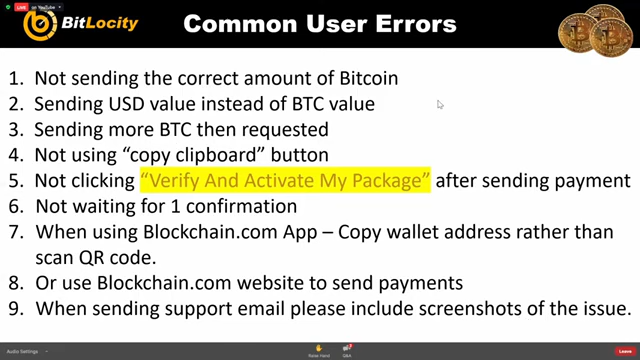 LIVE on YouTube
BitLocity
Common User Errors
1. Not sending the correct amount of Bitcoin
2. Sending USD value instead of BTC value
3. Sending more BTC then requested
4. Not using “copy clipboard” button
5. Not clicking “Verify And Activate My Package” after sending payment
6. Not waiting for 1 confirmation
7. When using Blockchain.com App – Copy wallet address rather than
scan QR code.
8. Or use Blockchain.com website to send payments
9. When sending support email please include screenshots of the issue.
Audio Settings
Raise Hand
Q&A
Leave